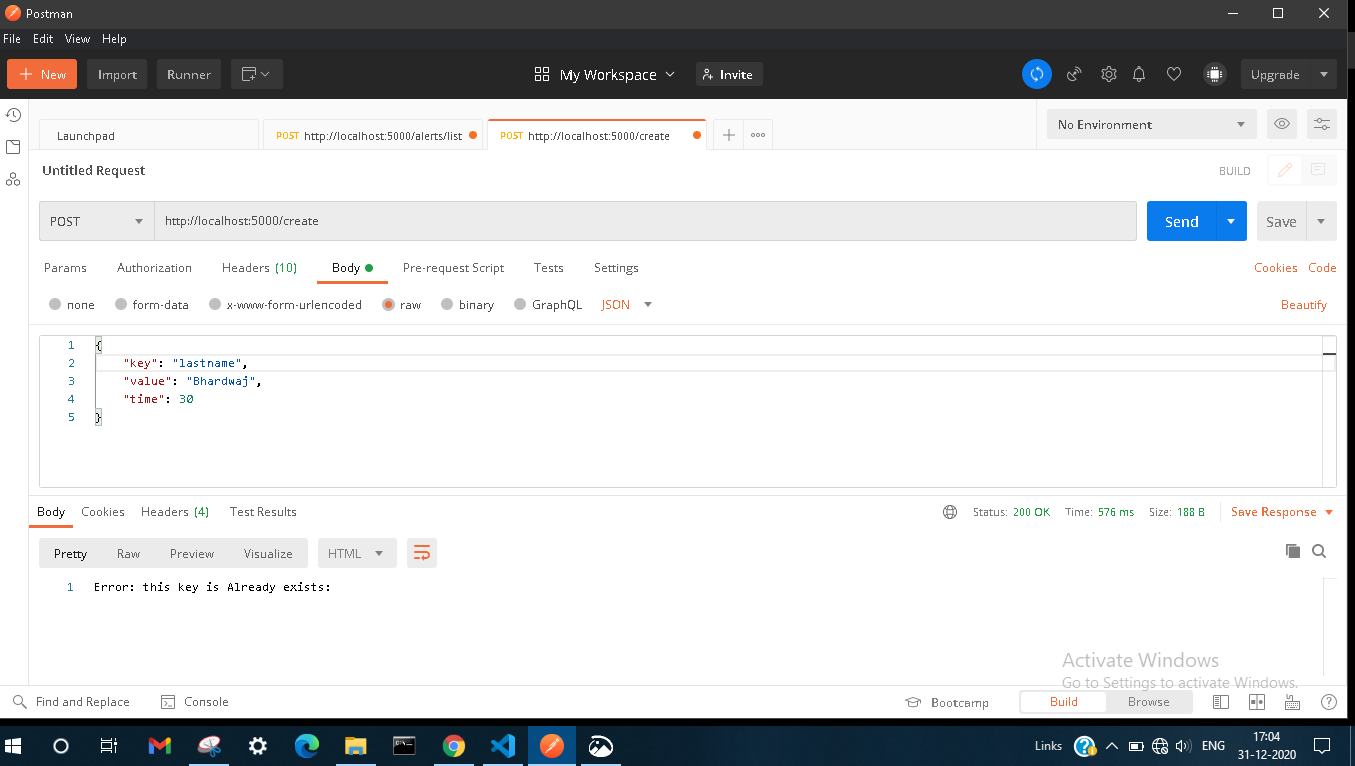 Postman
File Edit View Help
New Import Runner My Workspace Invite Upgrade
Launchpad POST http://localhost:5000/alerts/list POST http://localhost:5000/create No Environment
Untitled Request BUILD
POST http://localhost:5000/create Send Save
Params Authorization Headers (10) Body Pre-request Script Tests Settings Cookies Code
none form-data x-www-form-urlencoded raw binary GraphQL JSON Beautify
1 {
2 "key": "lastname",
3 "value": "Bhardwaj",
4 "time": 30
5 }
Body Cookies Headers (4) Test Results Status: 200 OK Time: 576 ms Size: 188 B Save Response
Pretty Raw Preview Visualize HTML
1 Error: this key is Already exists:
Activate Windows
Go to Settings to activate Windows.
Find and Replace Console Bootcamp Build Browse
Links ENG 17:04
31-12-2020